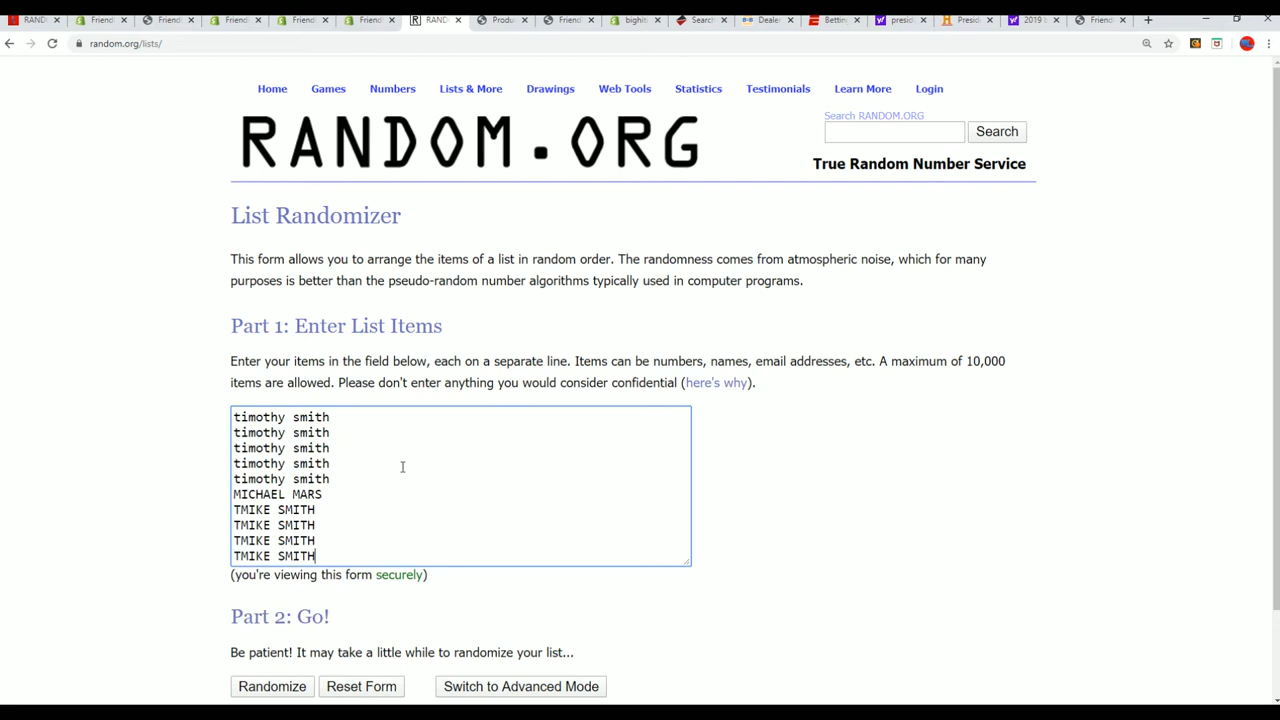 RAND
Friend
Friend
Friend
Friend
Friend
RAND
Produ
Friend
bighit
Search
Dealer
Betting
presid
Presid
2019 b
Friend
random.org/lists/
Home Games Numbers Lists & More Drawings Web Tools Statistics Testimonials Learn More Login
RANDOM.ORG
Search RANDOM.ORG
Search
True Random Number Service
List Randomizer
This form allows you to arrange the items of a list in random order. The randomness comes from atmospheric noise, which for many
purposes is better than the pseudo-random number algorithms typically used in computer programs.
Part 1: Enter List Items
Enter your items in the field below, each on a separate line. Items can be numbers, names, email addresses, etc. A maximum of 10,000
items are allowed. Please don't enter anything you would consider confidential (here's why).
timothy smith
timothy smith
timothy smith
timothy smith
timothy smith
MICHAEL MARS
TMIKE SMITH
TMIKE SMITH
TMIKE SMITH
TMIKE SMITH
(you're viewing this form securely)
Part 2: Go!
Be patient! It may take a little while to randomize your list...
Randomize Reset Form Switch to Advanced Mode